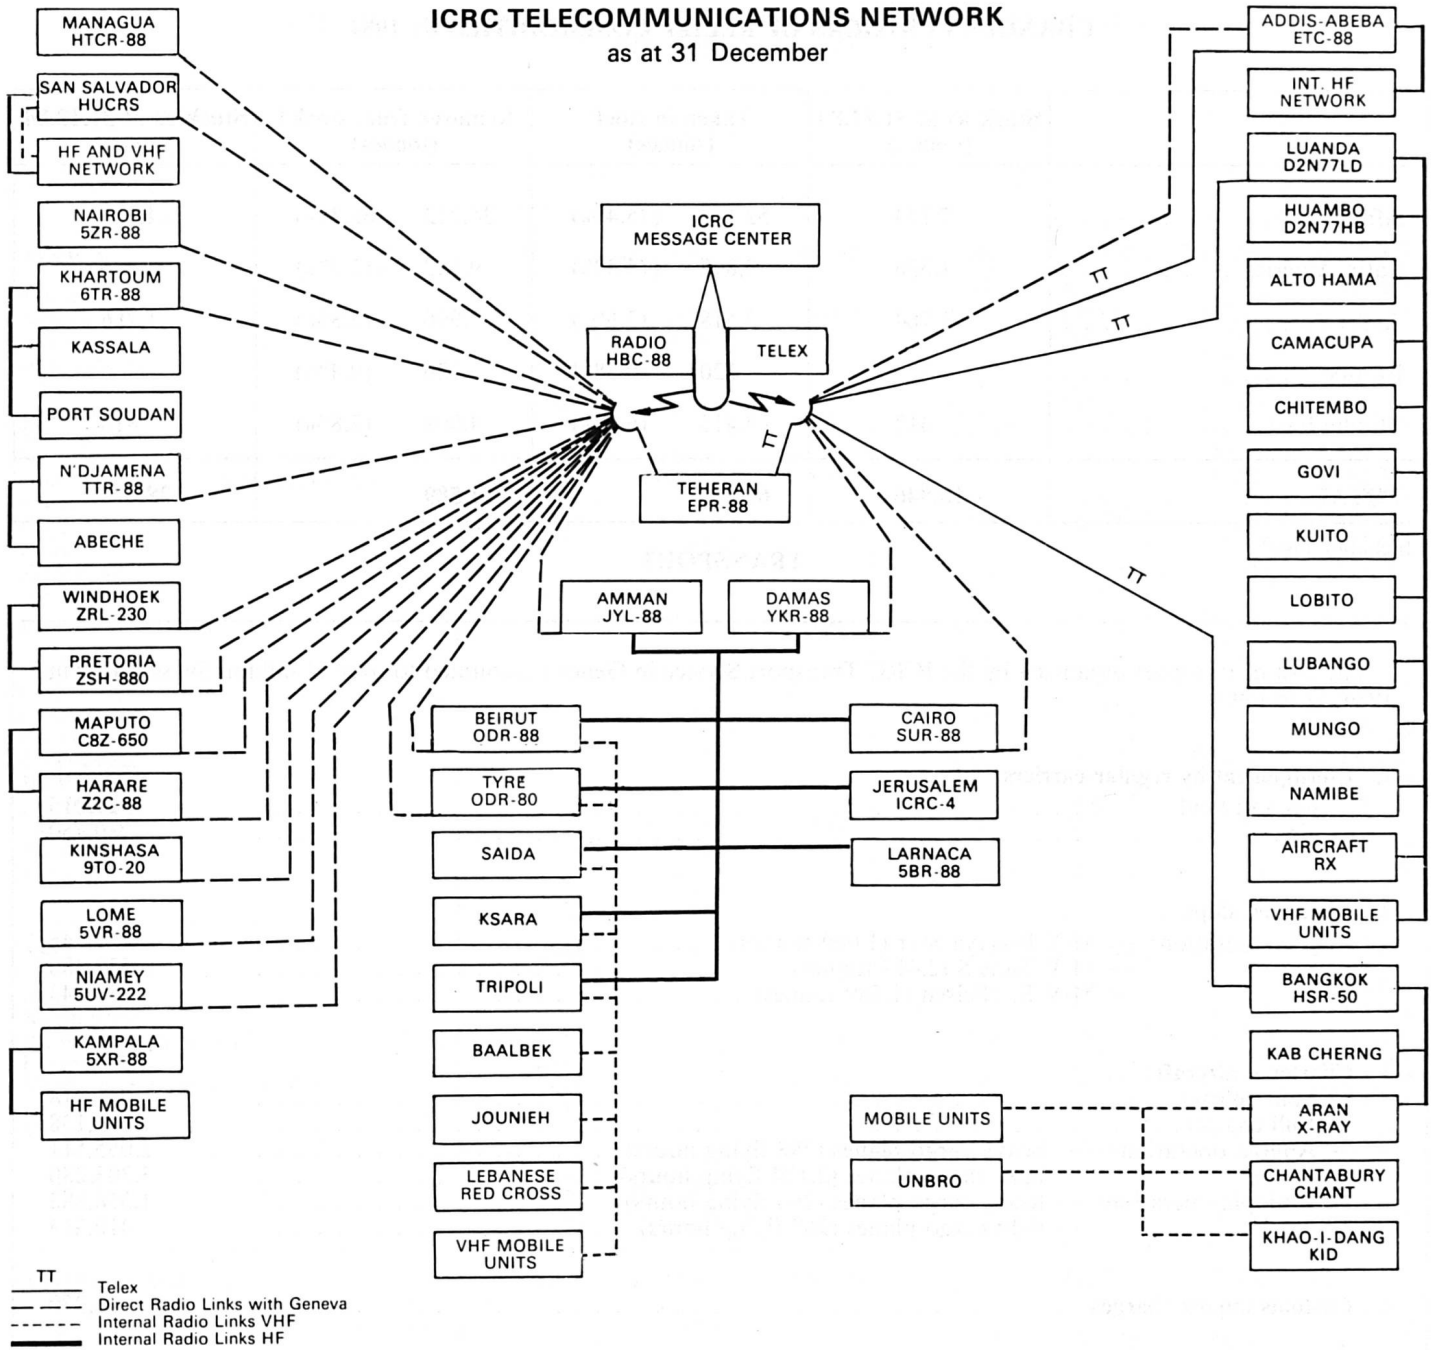 ICRC TELECOMMUNICATIONS NETWORK
as at 31 December
MANAGUA
HTCR-88
SAN SALVADOR
HUCRS
HF AND VHF
NETWORK
NAIROBI
5ZR-88
KHARTOUM
6TR-88
KASSALA
PORT SOUDAN
N'DJAMENA
TTR-88
ABECHE
WINDHOEK
ZRL-230
PRETORIA
ZSH-880
MAPUTO
C8Z-650
HARARE
Z2C-88
KINSHASA
9TO-20
LOME
5VR-88
NIAMEY
5UV-222
KAMPALA
5XR-88
HF MOBILE
UNITS
ICRC
MESSAGE CENTER
RADIO
HBC-88
TELEX
TT
TEHERAN
EPR-88
AMMAN
JYL-88
DAMAS
YKR-88
BEIRUT
ODR-88
TYRE
ODR-80
SAIDA
KSARA
TRIPOLI
BAALBEK
JOUNIEH
LEBANESE
RED CROSS
VHF MOBILE
UNITS
CAIRO
SUR-88
JERUSALEM
ICRC-4
LARNACA
5BR-88
MOBILE UNITS
UNBRO
TT
TT
TT
ADDIS-ABEBA
ETC-88
INT. HF
NETWORK
LUANDA
D2N77LD
HUAMBO
D2N77HB
ALTO HAMA
CAMACUPA
CHITEMBO
GOVI
KUITO
LOBITO
LUBANGO
MUNGO
NAMIBE
AIRCRAFT
RX
VHF MOBILE
UNITS
BANGKOK
HSR-50
KAB CHERNG
ARAN
X-RAY
CHANTABURY
CHANT
KHAO-I-DANG
KID
TT
Telex
Direct Radio Links with Geneva
Internal Radio Links VHF
Internal Radio Links HF